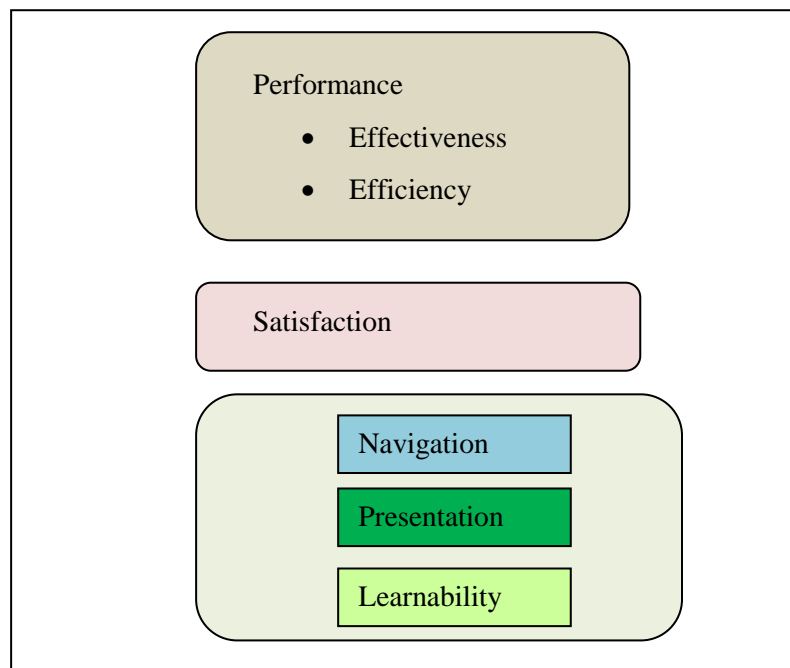 Performance
• Effectiveness
• Efficiency
Satisfaction
Navigation
Presentation
Learnability